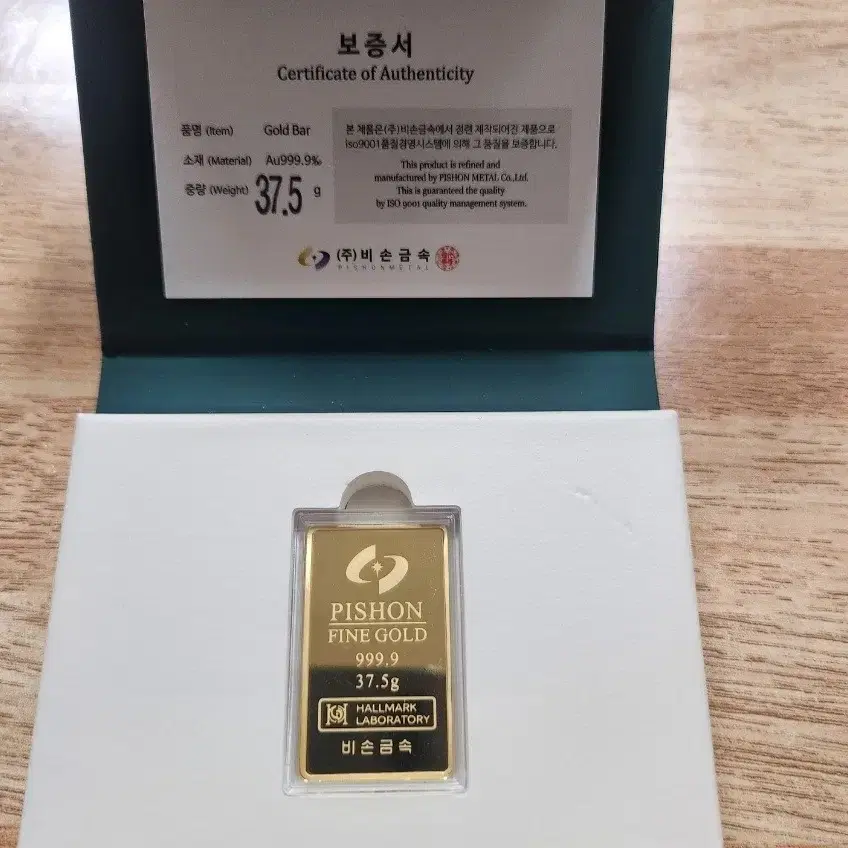 보증서
Certificate of Authenticity
품명 (Item) Gold Bar
소재 (Material) Au999.9‰
중량 (Weight) 37.5 g
본 제품은(주)비손금속에서 정련 제작되어진 제품으로
Iso9001품질경영시스템에 의해 그 품질을 보증합니다.
This product is refined and
manufactured by PISHON METAL Co.,Ltd.
This is guaranteed the quality
by ISO 9001 quality management system.
(주)비손금속
PISHONMETAL
PISHON
FINE GOLD
999.9
37.5g
HALLMARK
LABORATORY
비손금속